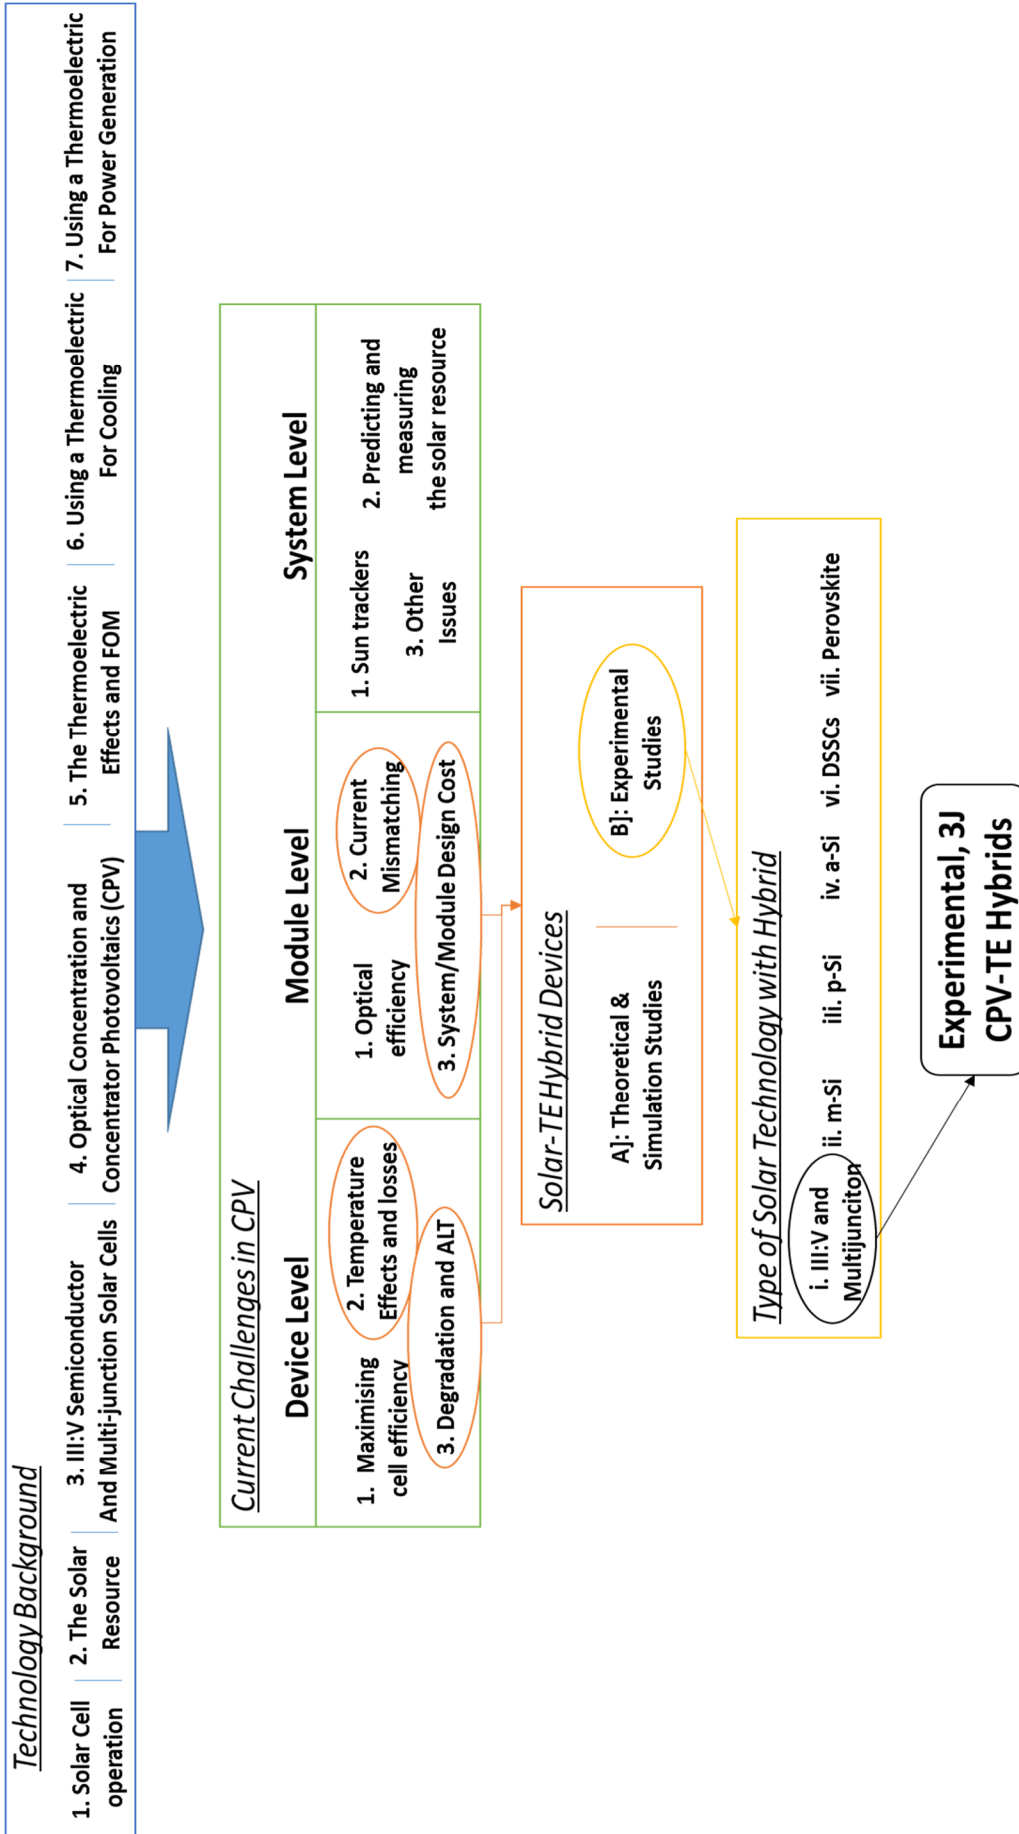 Technology Background
1. Solar Cell
operation
2. The Solar
Resource
3. III:V Semiconductor
And Multi-junction Solar Cells
4. Optical Concentration and
Concentrator Photovoltaics (CPV)
5. The Thermoelectric
Effects and FOM
6. Using a Thermoelectric
For Cooling
7. Using a Thermoelectric
For Power Generation
Current Challenges in CPV
Device Level
1. Maximising
cell efficiency
2. Temperature
Effects and losses
3. Degradation and ALT
Module Level
1. Optical
efficiency
2. Current
Mismatching
3. System/Module Design Cost
System Level
1. Sun trackers
2. Predicting and
measuring
the solar resource
3. Other
Issues
Solar-TE Hybrid Devices
A]: Theoretical &
Simulation Studies
B]: Experimental
Studies
Type of Solar Technology with Hybrid
i. III:V and
Multijunciton
ii. m-Si
iii. p-Si
iv. a-Si
vi. DSSCs
vii. Perovskite
Experimental, 3J
CPV-TE Hybrids